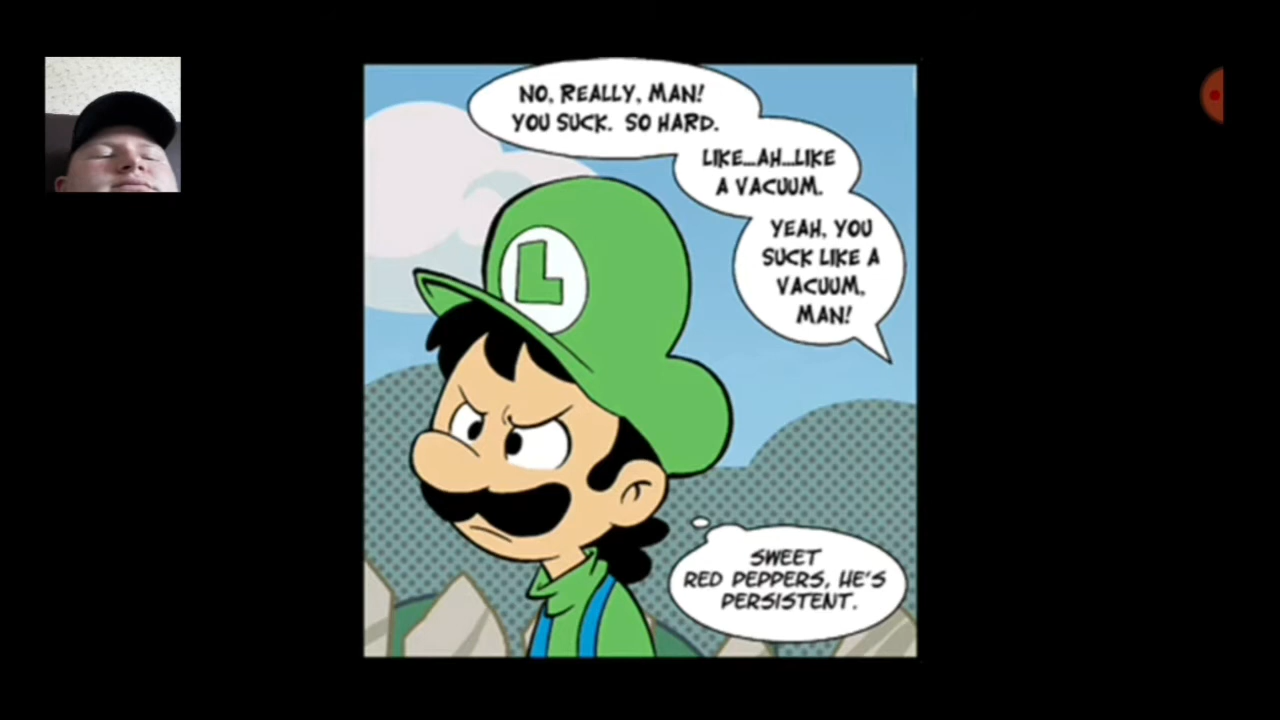 NO, REALLY, MAN!
YOU SUCK. SO HARD.
LIKE...AH...LIKE
A VACUUM.
YEAH, YOU
SUCK LIKE A
VACUUM,
MAN!
L
SWEET
RED PEPPERS, HE'S
PERSISTENT.